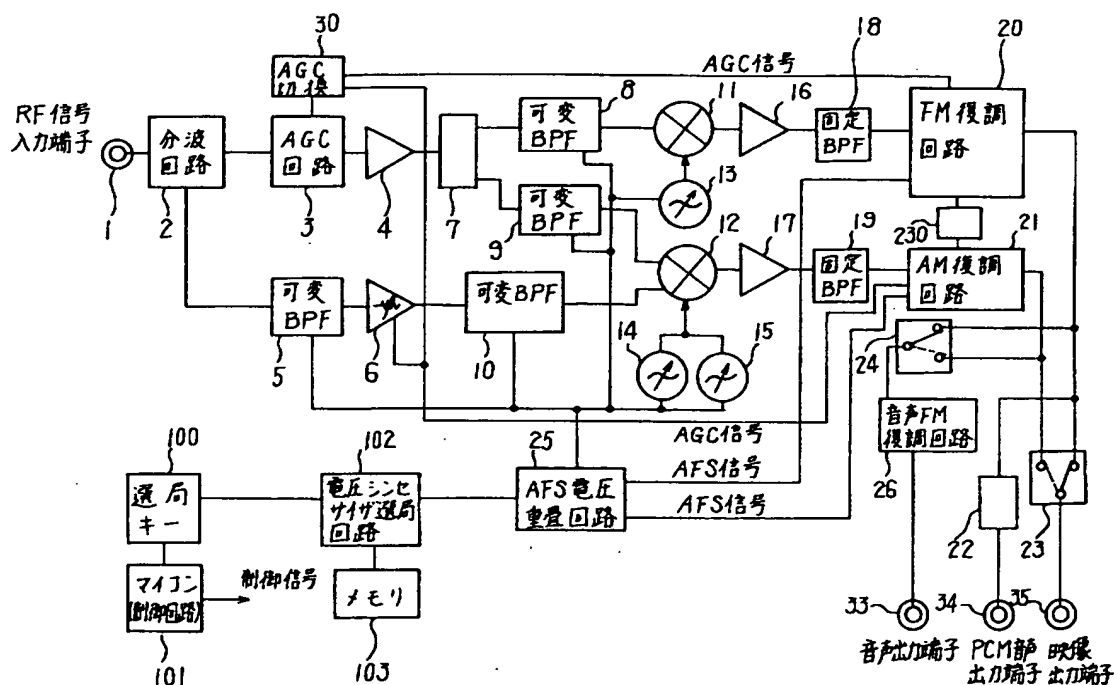 30
AGC
切換
AGC信号
18
20
RF信号
入力端子
1
分波
回路
2
AGC
回路
3
4
7
可変
BPF
8
11
16
固定
BPF
FM復調
回路
13
可変
BPF
9
12
17
19
固定
BPF
230
21
AM復調
回路
可変
BPF
5
6
可変BPF
10
14
15
24
音声FM
復調回路
26
AGC信号
AFS信号
AFS信号
25
AFS電圧
重畳回路
100
選局
キー
102
電圧シンセ
サイザ選局
回路
マイコン
(制御回路)
101
制御信号
メモリ
103
22
23
33
34
35
音声出力端子
PCM音声
出力端子
映像
出力端子